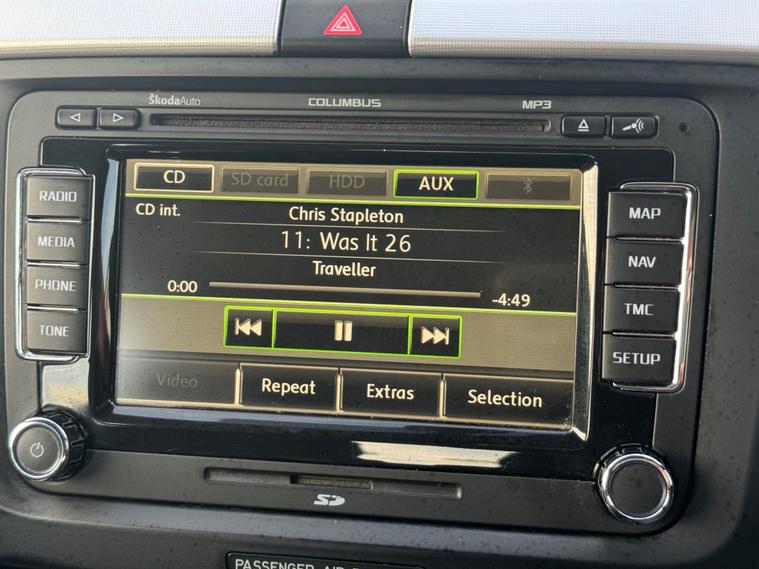 ŠkodaAuto COLUMBUS MP3
RADIO
MEDIA
PHONE
TONE
CD SD card HDD AUX
CD int. Chris Stapleton
11: Was It 26
Traveller
0:00 -4:49
Video Repeat Extras Selection
MAP
NAV
TMC
SETUP
SD
PASSENGER AIR